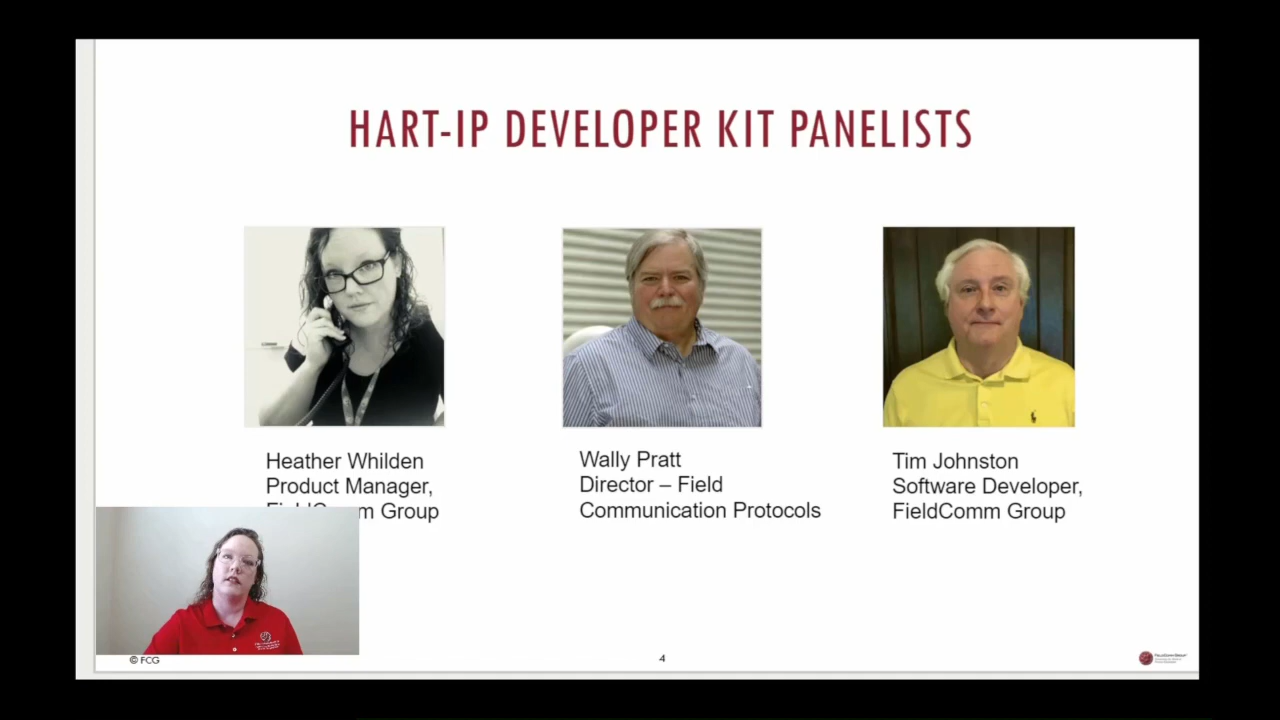 HART-IP DEVELOPER KIT PANELISTS
Heather Whilden
Product Manager,
m Group
Wally Pratt
Director – Field
Communication Protocols
Tim Johnston
Software Developer,
FieldComm Group
© FCG
4
FIELDCOMM GROUP